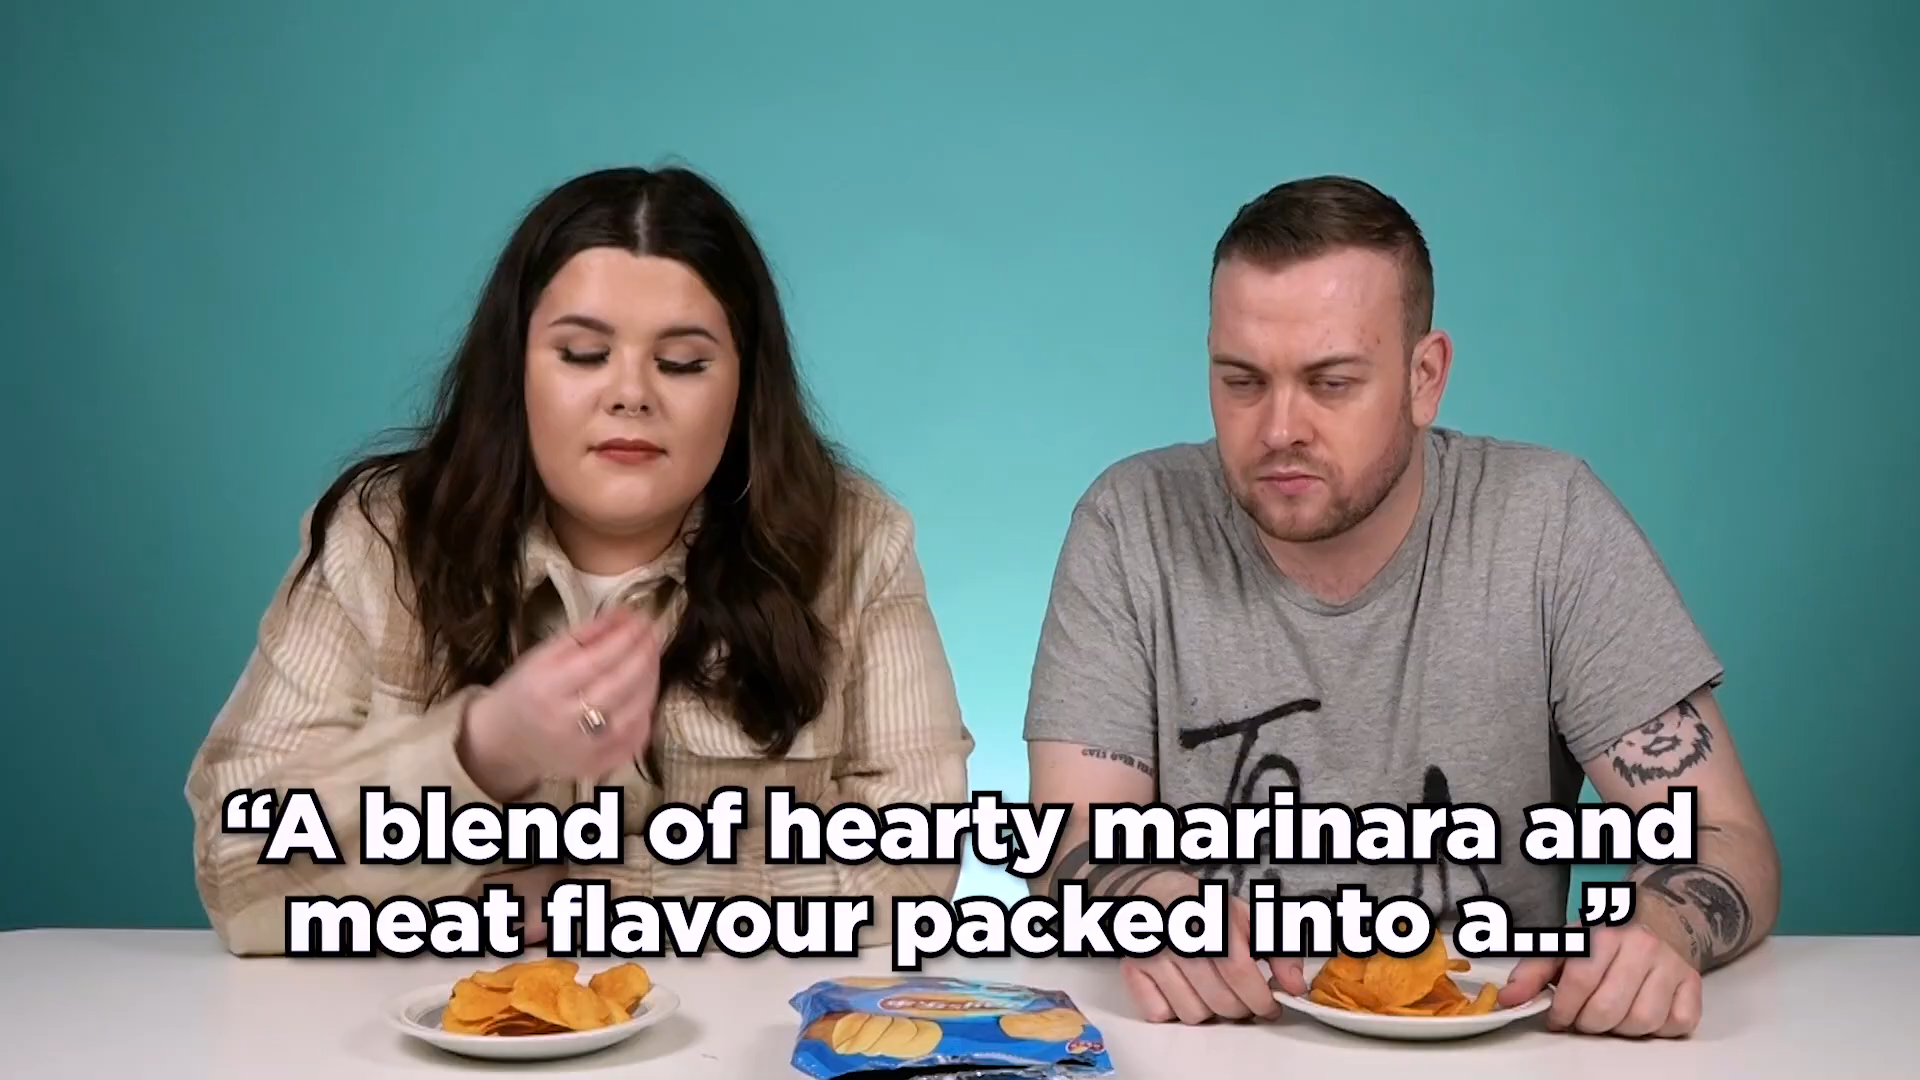 “A blend of hearty marinara and
meat flavour packed into a...”